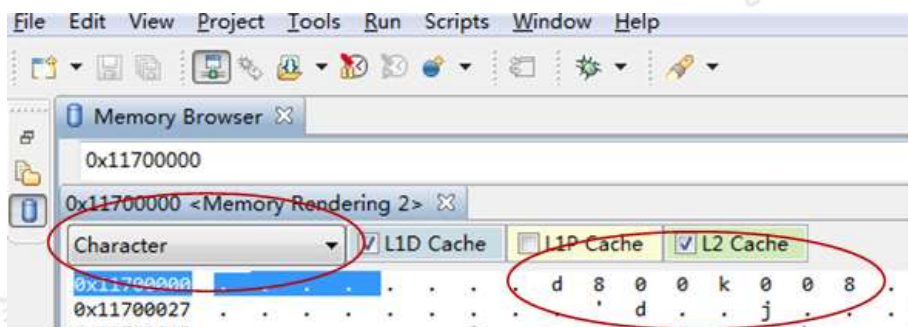 File Edit View Project Tools Run Scripts Window Help
Memory Browser
0x11700000
0x11700000 <Memory Rendering 2>
Character L1D Cache L1P Cache L2 Cache
0x11700000 . . . . . . . . . d 8 0 0 k 0 0 8 .
0x11700027 . . . . . . . . . . ' d . . j . . .